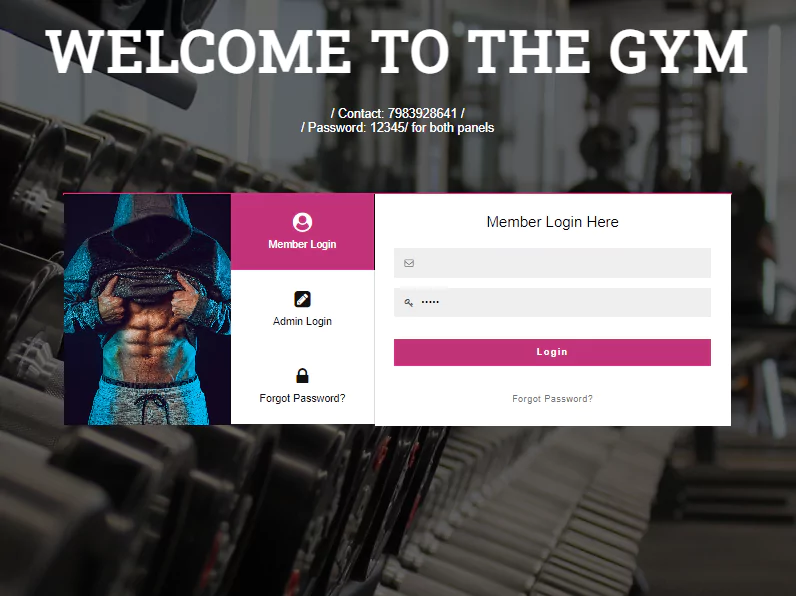 WELCOME TO THE GYM
/ Contact: 7983928641 /
/ Password: 12345/ for both panels
Member Login
Admin Login
Forgot Password?
Member Login Here
•••••
Login
Forgot Password?